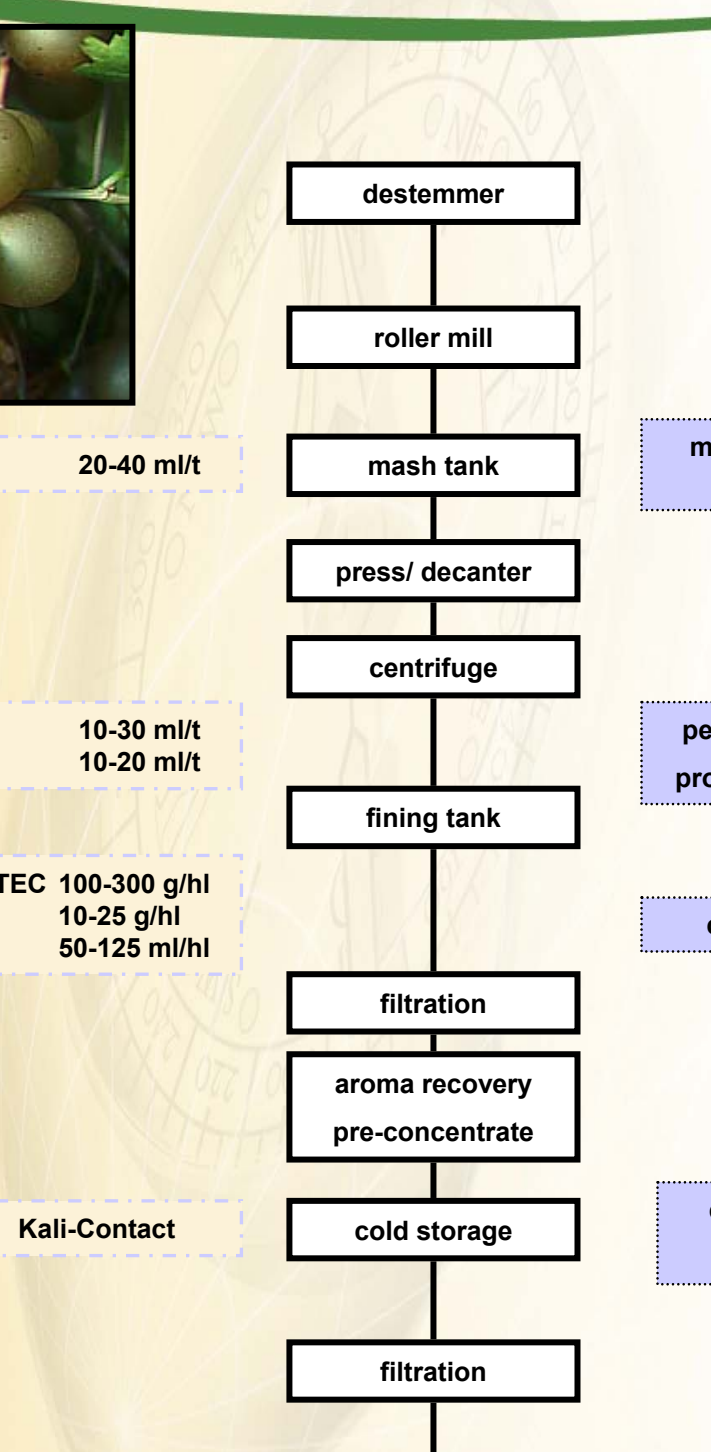 destemmer
roller mill
20-40 ml/t
mash tank
press/ decanter
centrifuge
10-30 ml/t
10-20 ml/t
fining tank
100-300 g/hl
10-25 g/hl
50-125 ml/hl
filtration
aroma recovery
pre-concentrate
Kali-Contact
cold storage
filtration